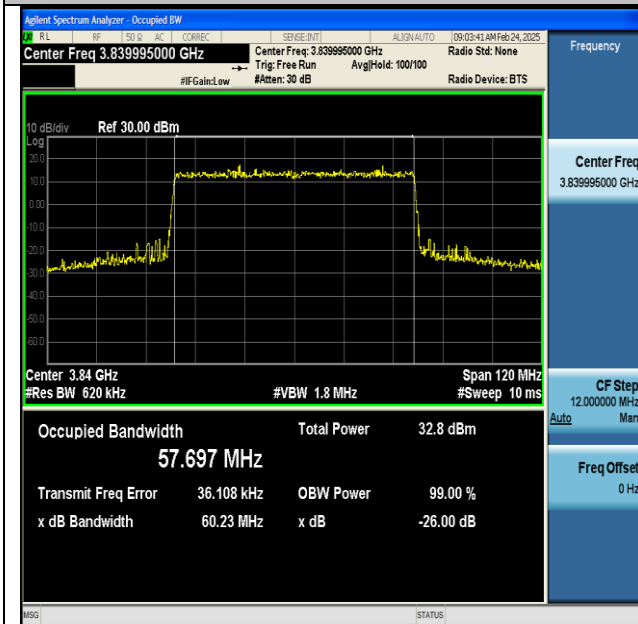 Agilent Spectrum Analyzer - Occupied BW
LXI RL RF 50 Ω AC CORREC SENSE:INT ALIGN AUTO 09:03:41 AM Feb 24, 2025
Center Freq 3.839995000 GHz
Center Freq: 3.839995000 GHz Radio Std: None
Trig: Free Run Avg|Hold: 100/100
#IFGain:Low #Atten: 30 dB Radio Device: BTS
Frequency
10 dB/div Ref 30.00 dBm
Log
20.0
10.0
0.00
-10.0
-20.0
-30.0
-40.0
-50.0
-60.0
Center 3.84 GHz Span 120 MHz
#Res BW 620 kHz #VBW 1.8 MHz #Sweep 10 ms
Occupied Bandwidth Total Power 32.8 dBm
57.697 MHz
Transmit Freq Error 36.108 kHz OBW Power 99.00 %
x dB Bandwidth 60.23 MHz x dB -26.00 dB
Center Freq
3.839995000 GHz
CF Step
12.000000 MHz
Auto Man
Freq Offset
0 Hz
MSG STATUS